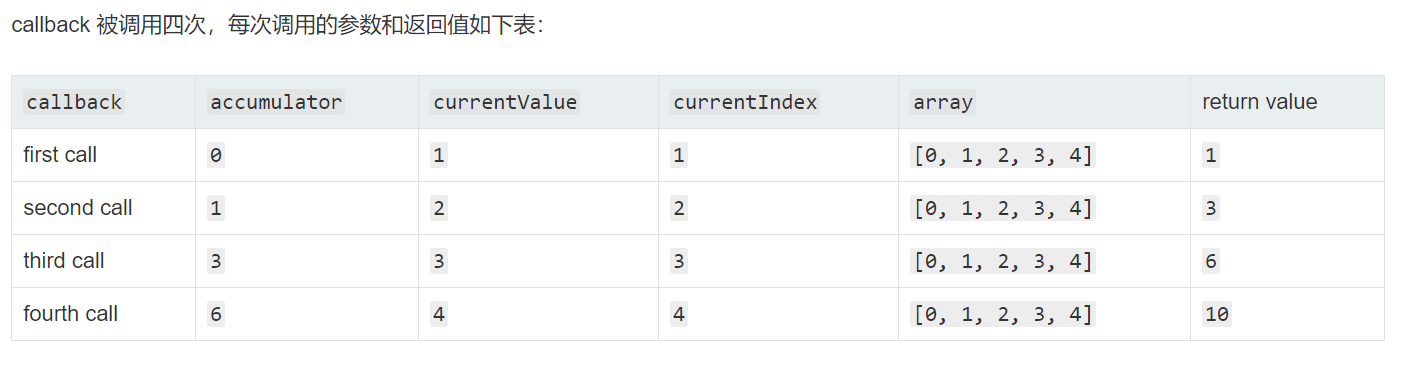 callback 被调用四次，每次调用的参数和返回值如下表：
callback accumulator currentValue currentIndex array return value
first call 0 1 1 [0, 1, 2, 3, 4] 1
second call 1 2 2 [0, 1, 2, 3, 4] 3
third call 3 3 3 [0, 1, 2, 3, 4] 6
fourth call 6 4 4 [0, 1, 2, 3, 4] 10